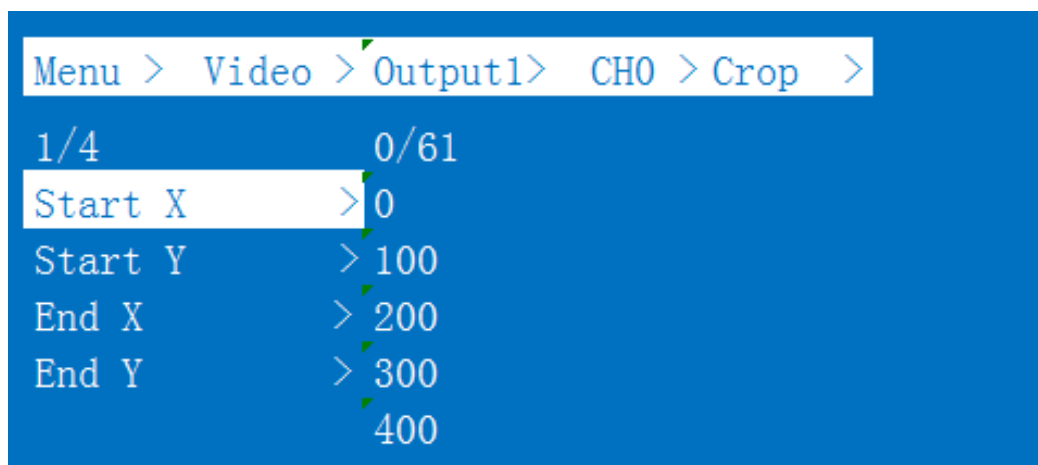 Menu > Video > Output1> CH0 > Crop >
1/4 0/61
Start X > 0
Start Y > 100
End X > 200
End Y > 300
400